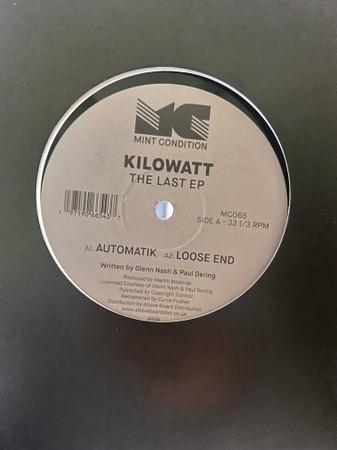 MC
MINT CONDITION
KILOWATT
THE LAST EP
MC065
SIDE A - 33 1/3 RPM
A1. AUTOMATIK A2. LOOSE END
Written by Glenn Nash & Paul Dering
Produced by Martin
Licensed Courtesy of Glenn Nash & Paul Dering
Published by Copyright Control
Remastered by Curve Pusher
Distribution by Above Board Distribution
www.aboveboarddist.co.uk